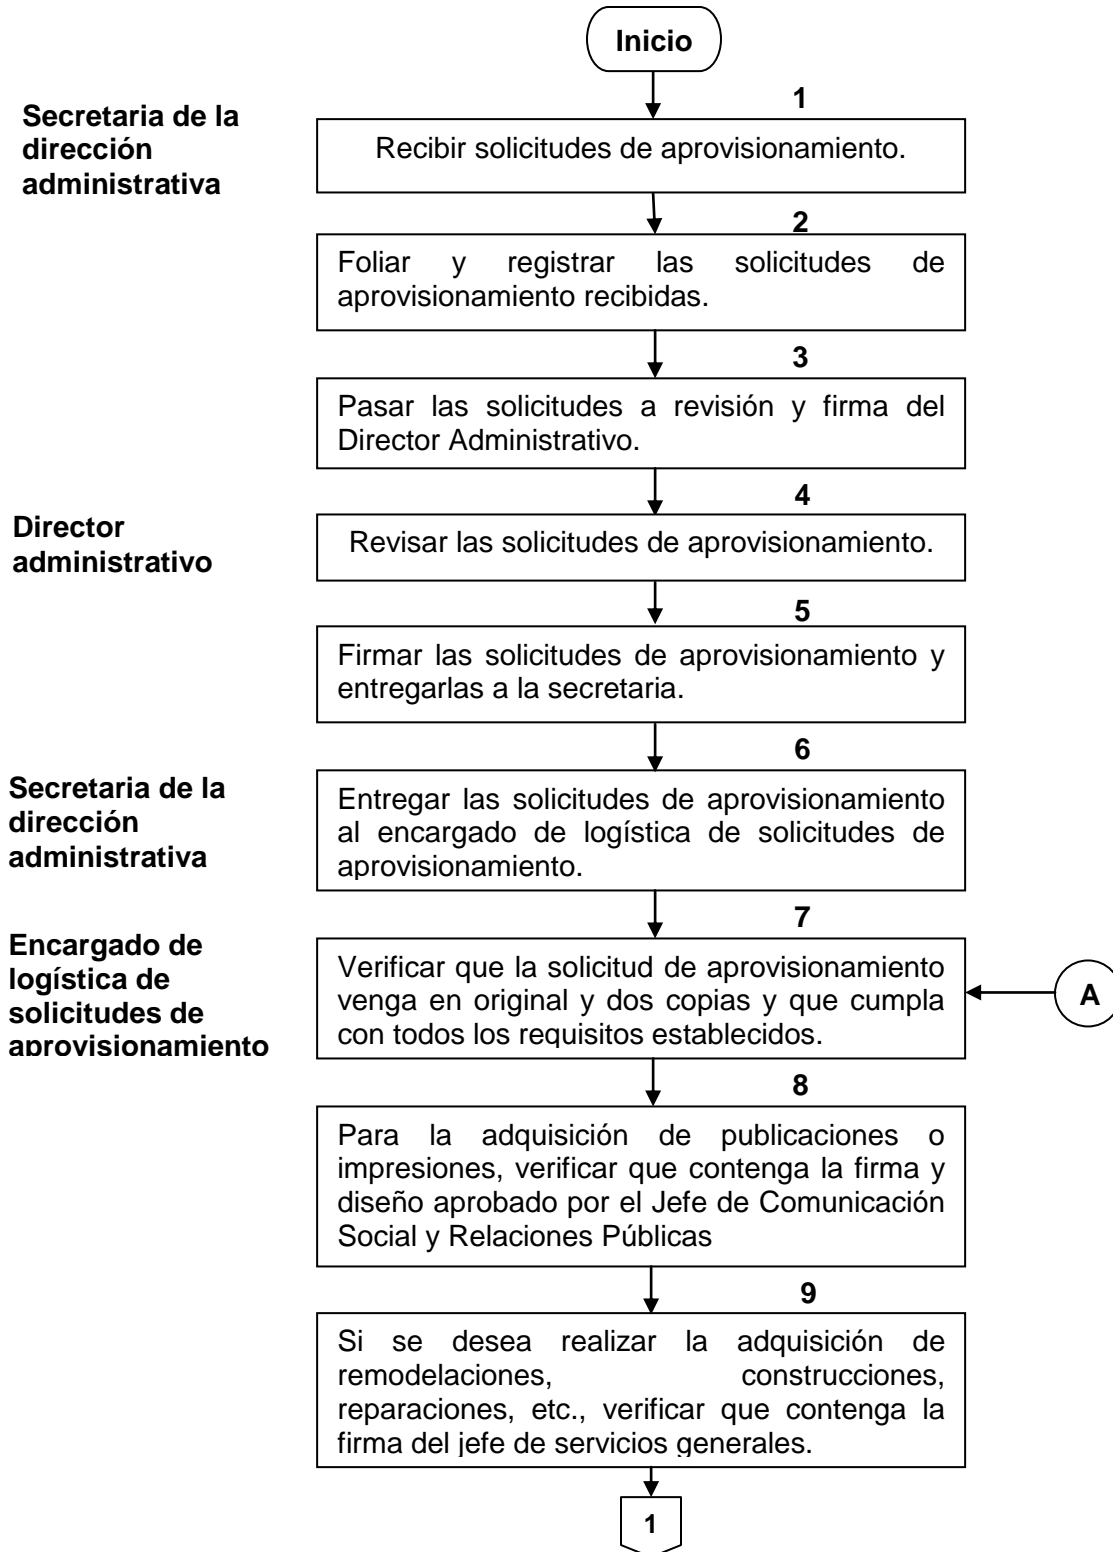 Inicio
1
Secretaria de la
dirección
administrativa
Recibir solicitudes de aprovisionamiento.
2
Foliar y registrar las solicitudes de
aprovisionamiento recibidas.
3
Pasar las solicitudes a revisión y firma del
Director Administrativo.
4
Director
administrativo
Revisar las solicitudes de aprovisionamiento.
5
Firmar las solicitudes de aprovisionamiento y
entregarlas a la secretaria.
6
Secretaria de la
dirección
administrativa
Entregar las solicitudes de aprovisionamiento
al encargado de logística de solicitudes de
aprovisionamiento.
7
Encargado de
logística de
solicitudes de
aprovisionamiento
Verificar que la solicitud de aprovisionamiento
venga en original y dos copias y que cumpla
con todos los requisitos establecidos.
A
8
Para la adquisición de publicaciones o
impresiones, verificar que contenga la firma y
diseño aprobado por el Jefe de Comunicación
Social y Relaciones Públicas
9
Si se desea realizar la adquisición de
remodelaciones, construcciones,
reparaciones, etc., verificar que contenga la
firma del jefe de servicios generales.
1